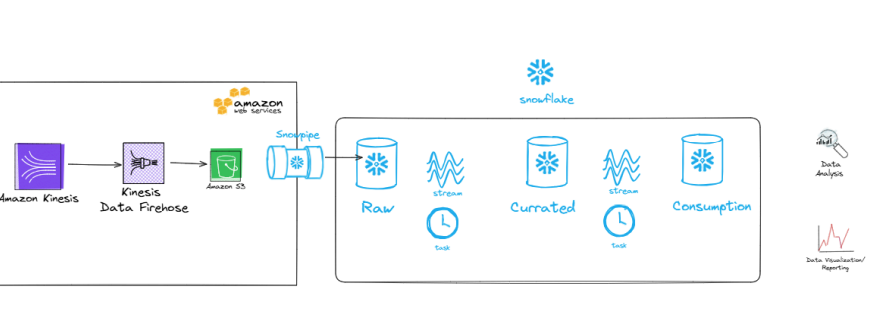 amazon
web services
snowflake
Snowpipe
Amazon Kinesis
Kinesis
Data Firehose
Amazon S3
stream
stream
Raw
Currated
Consumption
task
task
Data
Analysis
Data Visualization/
Reporting